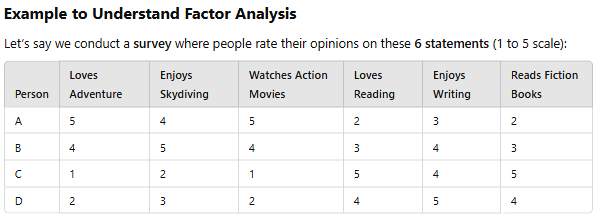 Example to Understand Factor Analysis
Let's say we conduct a survey where people rate their opinions on these 6 statements (1 to 5 scale):
Person Loves Adventure Enjoys Skydiving Watches Action Movies Loves Reading Enjoys Writing Reads Fiction Books
A 5 4 5 2 3 2
B 4 5 4 3 4 3
C 1 2 1 5 4 5
D 2 3 2 4 5 4